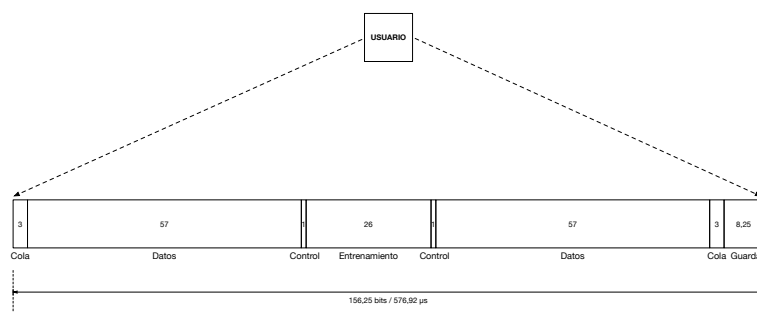 USUARIO
3 57 1 26 1 57 3 8,25
Cola Datos Control Entrenamiento Control Datos Cola Guarda
156,25 bits / 576,92 μs